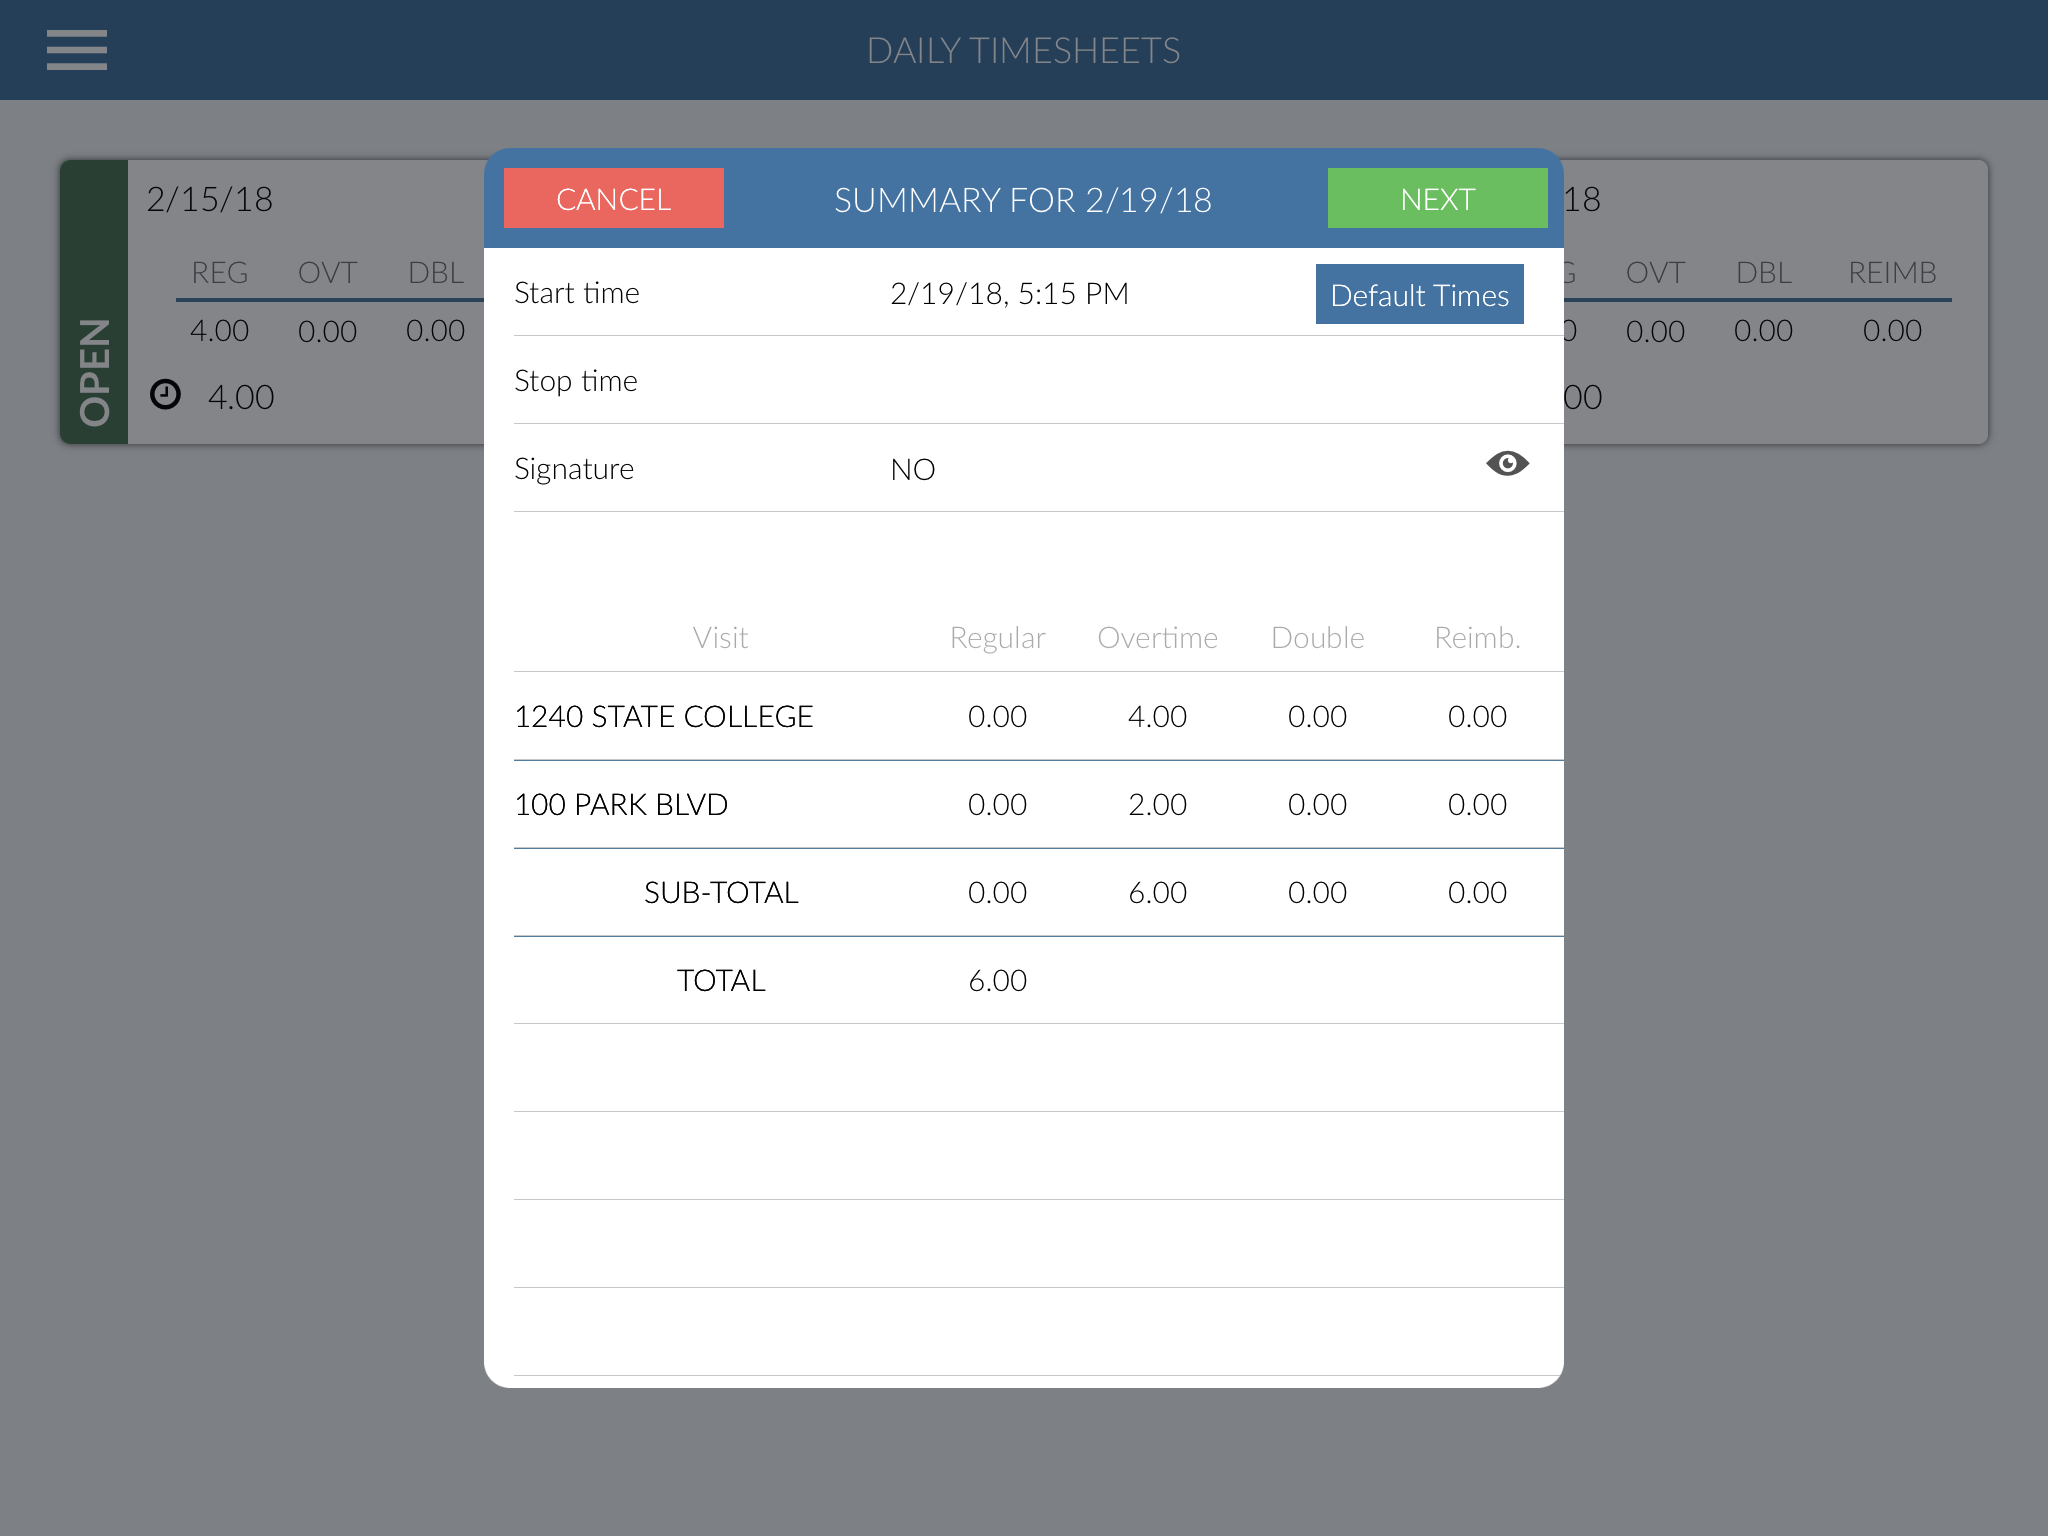 DAILY TIMESHEETS
OPEN
2/15/18
REG OVT DBL
4.00 0.00 0.00
4.00
CANCEL SUMMARY FOR 2/19/18 NEXT
Start time 2/19/18, 5:15 PM Default Times
Stop time
Signature NO
Visit Regular Overtime Double Reimb.
1240 STATE COLLEGE 0.00 4.00 0.00 0.00
100 PARK BLVD 0.00 2.00 0.00 0.00
SUB-TOTAL 0.00 6.00 0.00 0.00
TOTAL 6.00
18
OVT DBL REIMB
0.00 0.00 0.00
00